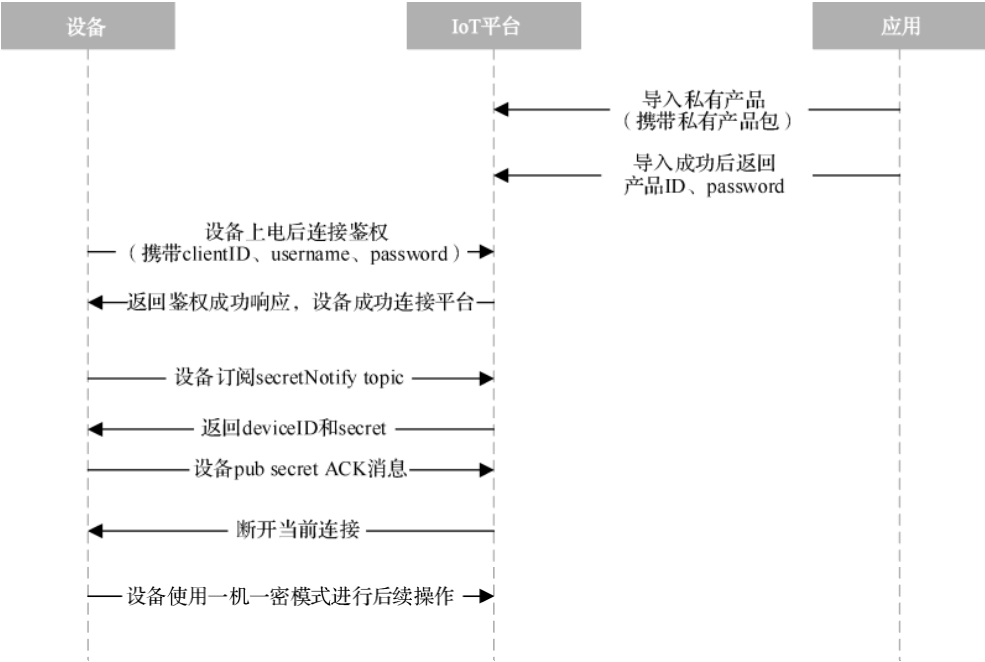 设备
IoT平台
应用
导入私有产品
（携带私有产品包）
导入成功后返回
产品ID、password
设备上电后连接鉴权
（携带clientID、username、password）
返回鉴权成功响应，设备成功连接平台
设备订阅secretNotify topic
返回deviceID和secret
设备pub secret ACK消息
断开当前连接
设备使用一机一密模式进行后续操作